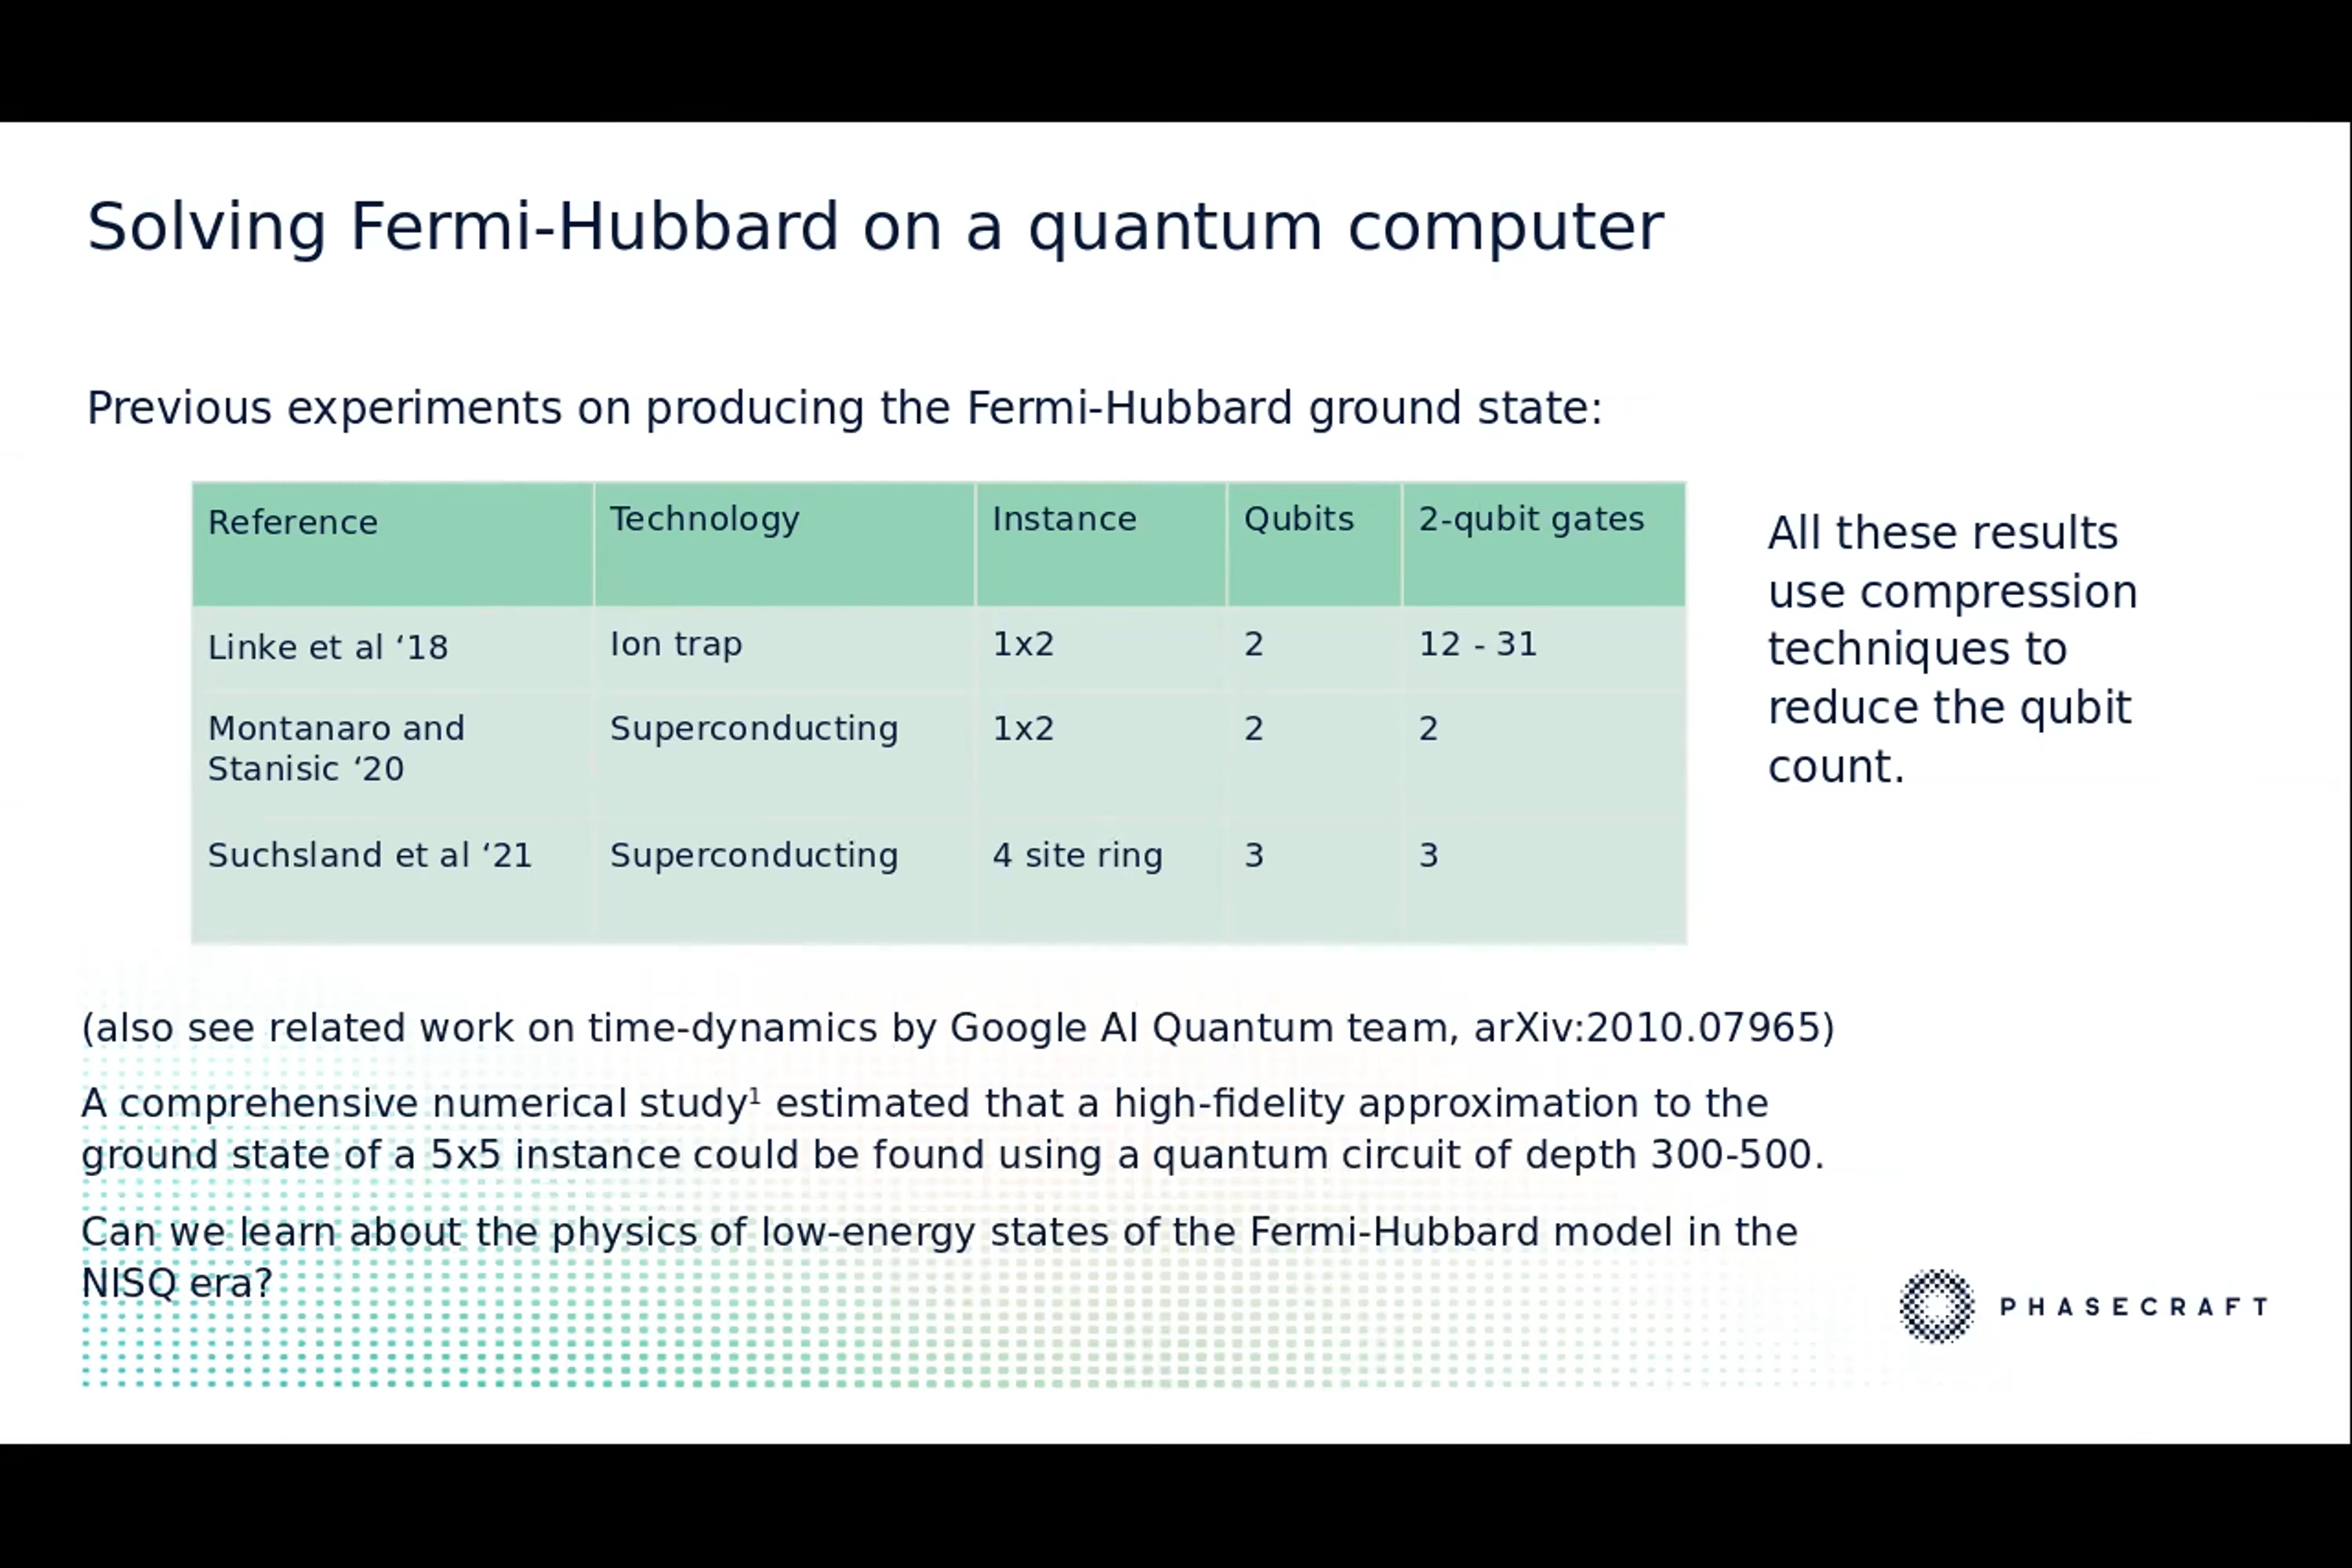 Solving Fermi-Hubbard on a quantum computer
Previous experiments on producing the Fermi-Hubbard ground state:
Reference Technology Instance Qubits 2-qubit gates
Linke et al ‘18 Ion trap 1x2 2 12 - 31
Montanaro and Superconducting 1x2 2 2
Stanisic ‘20
Suchsland et al ‘21 Superconducting 4 site ring 3 3
All these results
use compression
techniques to
reduce the qubit
count.
(also see related work on time-dynamics by Google AI Quantum team, arXiv:2010.07965)
A comprehensive numerical study¹ estimated that a high-fidelity approximation to the
ground state of a 5x5 instance could be found using a quantum circuit of depth 300-500.
Can we learn about the physics of low-energy states of the Fermi-Hubbard model in the
NISQ era?
PHASECRAFT